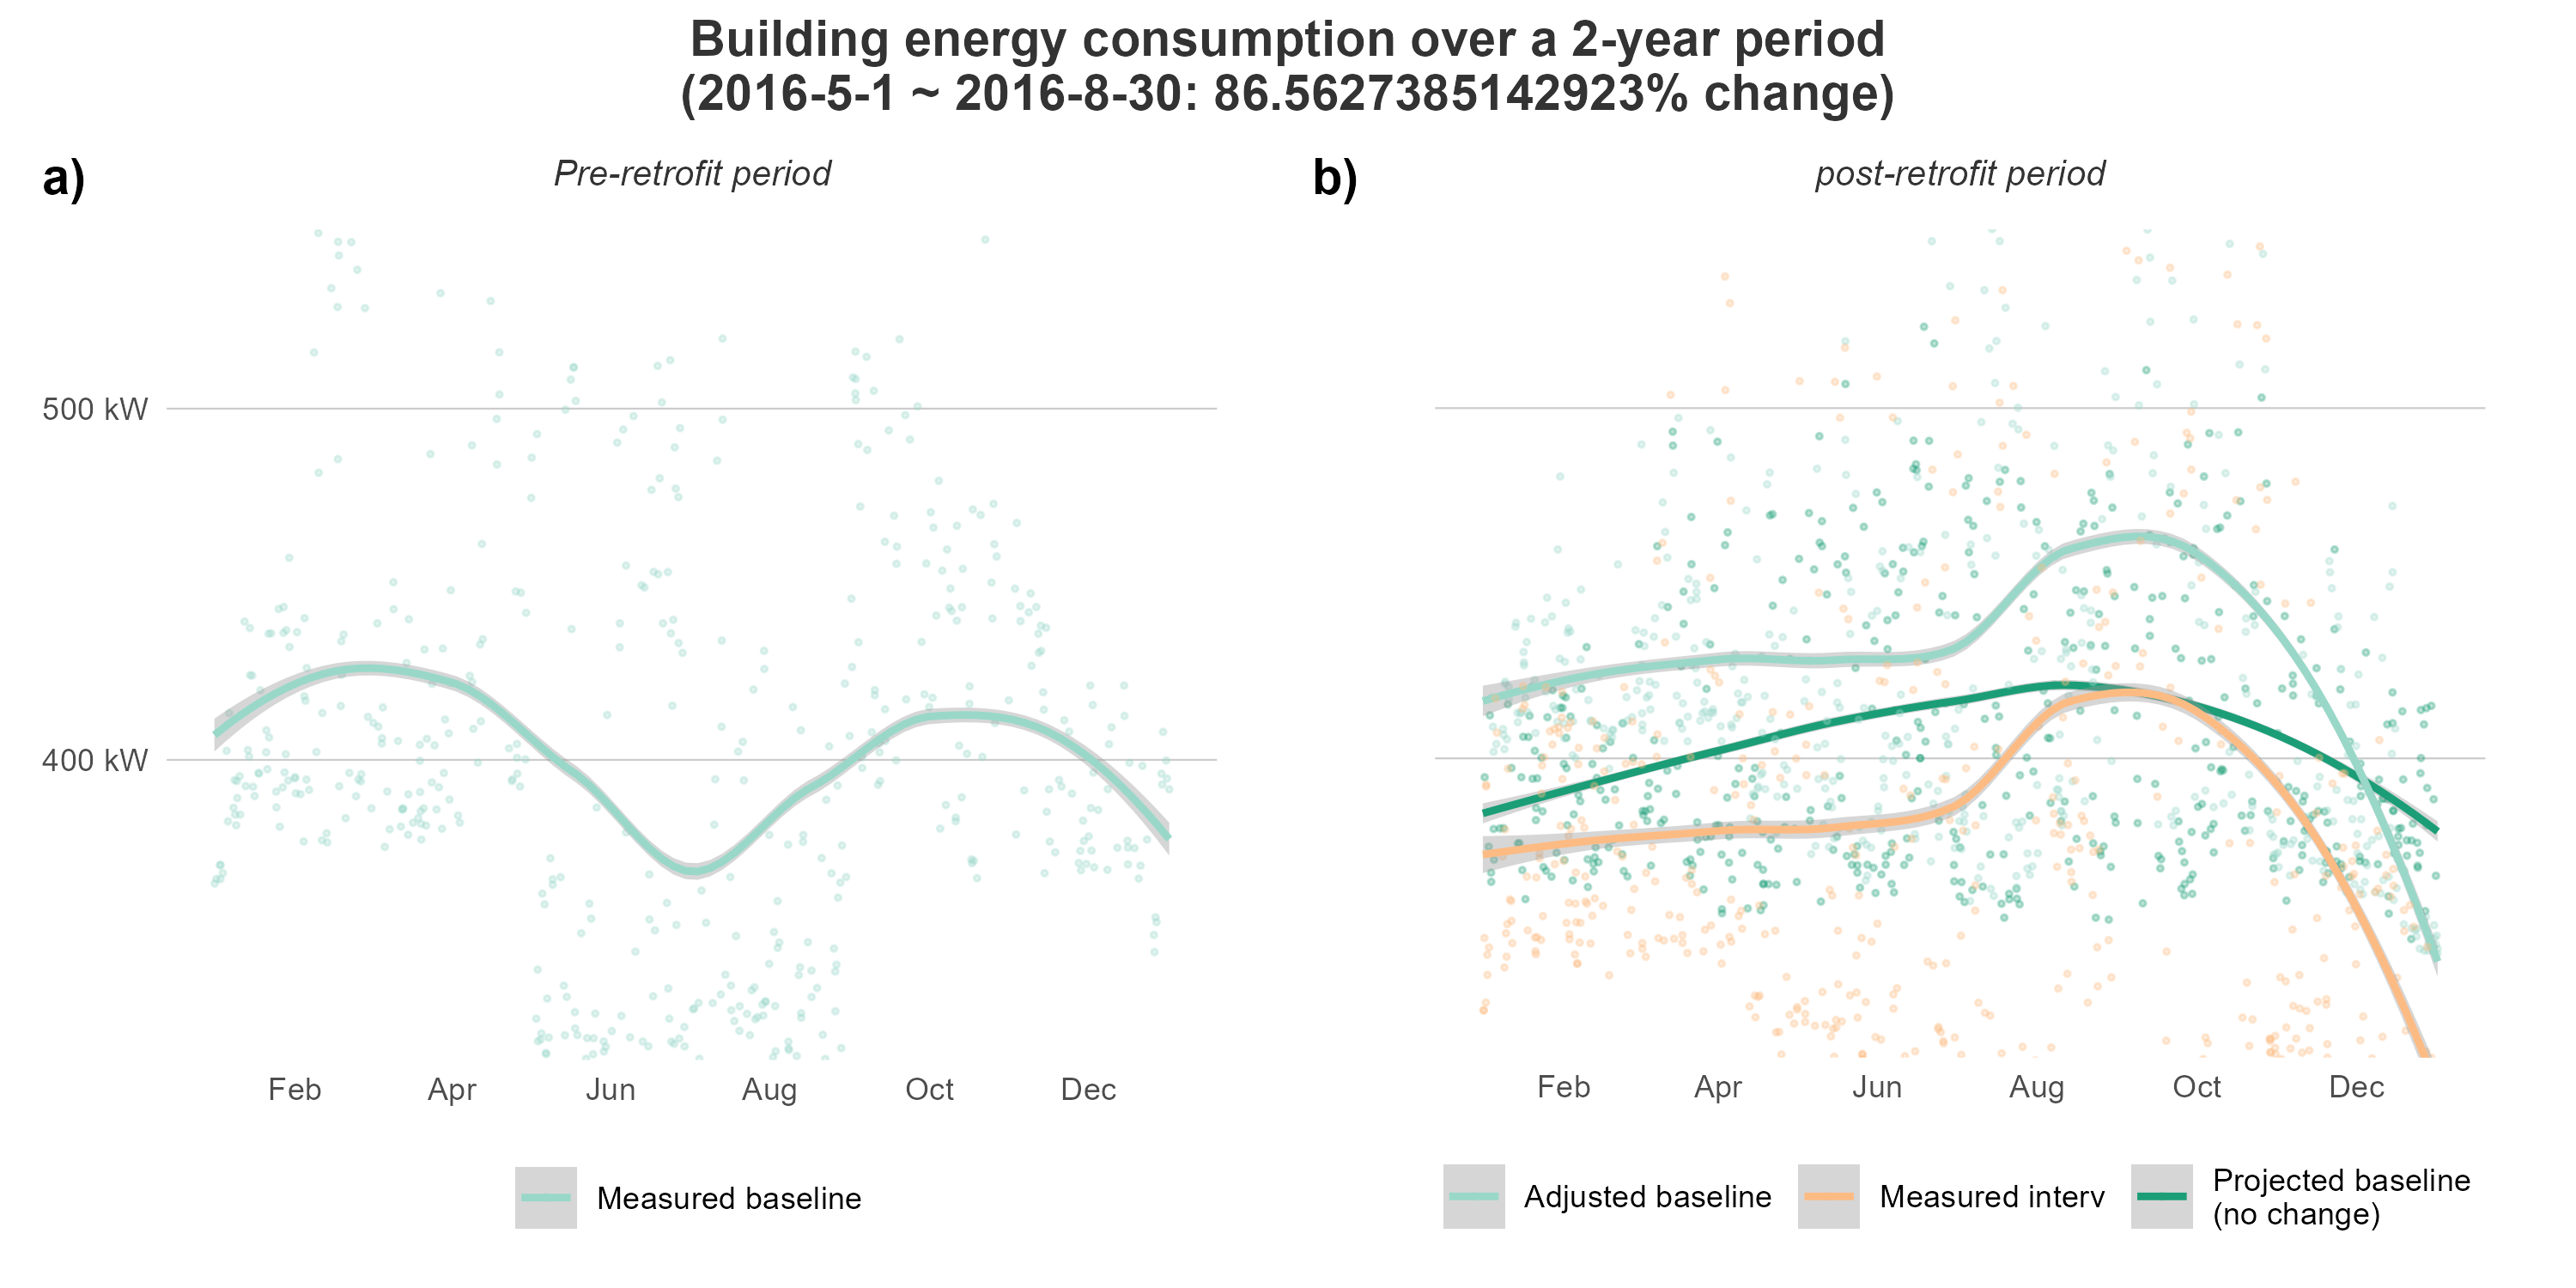 Building energy consumption over a 2-year period
(2016-5-1 ~ 2016-8-30: 86.5627385142923% change)
a)
Pre-retrofit period
500 kW
400 kW
Feb Apr Jun Aug Oct Dec
Measured baseline
b)
post-retrofit period
Feb Apr Jun Aug Oct Dec
Adjusted baseline
Measured interv
Projected baseline
(no change)